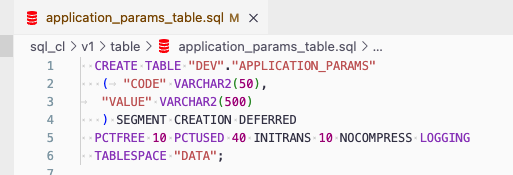 application_params_table.sql M ×
sql_cl > v1 > table > application_params_table.sql > ...
1 CREATE TABLE "DEV"."APPLICATION_PARAMS"
2 ( "CODE" VARCHAR2(50),
3 "VALUE" VARCHAR2(500)
4 ) SEGMENT CREATION DEFERRED
5 PCTFREE 10 PCTUSED 40 INITRANS 10 NOCOMPRESS LOGGING
6 TABLESPACE "DATA";